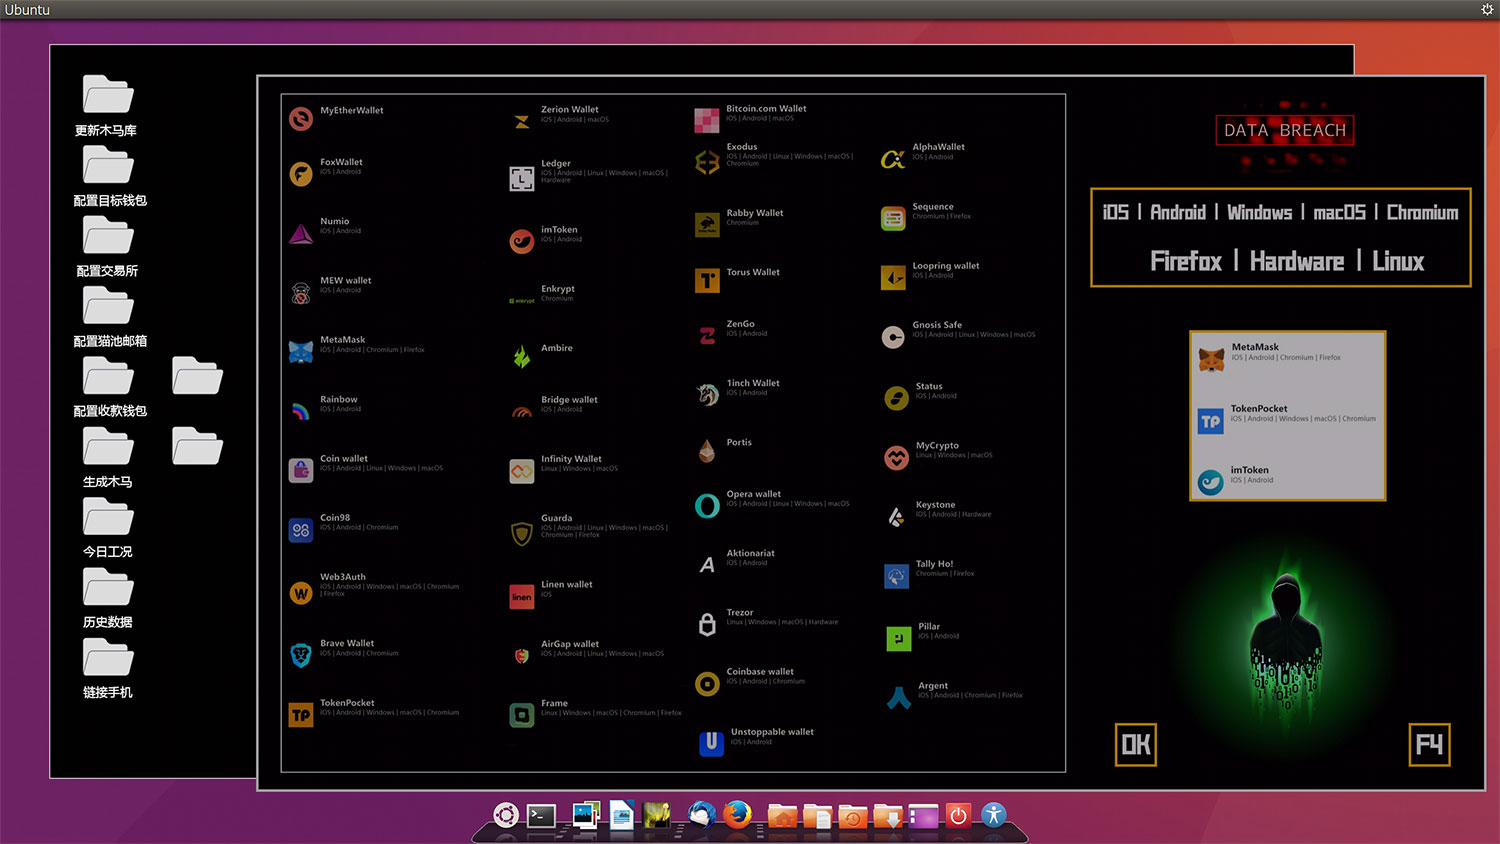 Ubuntu
更新木马库
配置目标钱包
配置交易所
配置猫池邮箱
配置收款钱包
生成木马
今日工况
历史数据
链接手机
MyEtherWallet
FoxWallet
iOS | Android
Numio
iOS | Android
MEW wallet
iOS | Android
MetaMask
iOS | Android | Chromium | Firefox
Rainbow
iOS | Android
Coin wallet
iOS | Android | Linux | Windows | macOS
Coin98
iOS | Android | Chromium
Web3Auth
iOS | Android | Windows | macOS | Chromium
| Firefox
Brave Wallet
iOS | Android | Chromium
TP
TokenPocket
iOS | Android | Windows | macOS | Chromium
Zerion Wallet
iOS | Android | macOS
Ledger
iOS | Android | Linux | Windows | macOS |
Hardware
imToken
iOS | Android
enkrypt
Enkrypt
Chromium
Ambire
Bridge wallet
iOS | Android
Infinity Wallet
Linux | Windows | macOS
Guarda
iOS | Android | Linux | Windows | macOS |
Chromium | Firefox
linen
Linen wallet
iOS
AirGap wallet
iOS | Android | Linux | Windows | macOS
Frame
Linux | Windows | macOS | Chromium | Firefox
Bitcoin.com Wallet
iOS | Android | macOS
Exodus
iOS | Android | Linux | Windows | macOS |
Chromium
Rabby Wallet
Chromium
Torus Wallet
ZenGo
iOS | Android
1inch Wallet
iOS | Android
Portis
Opera wallet
iOS | Android | Linux | Windows | macOS
Aktionariat
iOS | Android
Trezor
Linux | Windows | macOS | Hardware
Coinbase wallet
iOS | Android | Chromium
Unstoppable wallet
iOS | Android
AlphaWallet
iOS | Android
Sequence
Chromium | Firefox
Loopring wallet
iOS | Android
Gnosis Safe
iOS | Android | Linux | Windows | macOS
Status
iOS | Android
MyCrypto
Linux | Windows | macOS
Keystone
iOS | Android | Hardware
Tally Ho!
Chromium | Firefox
Pillar
iOS | Android
Argent
iOS | Android | Chromium | Firefox
DATA BREACH
iOS | Android | Windows | macOS | Chromium
Firefox | Hardware | Linux
MetaMask
iOS | Android | Chromium | Firefox
TP
TokenPocket
iOS | Android | Windows | macOS | Chromium
imToken
iOS | Android
OK
F4